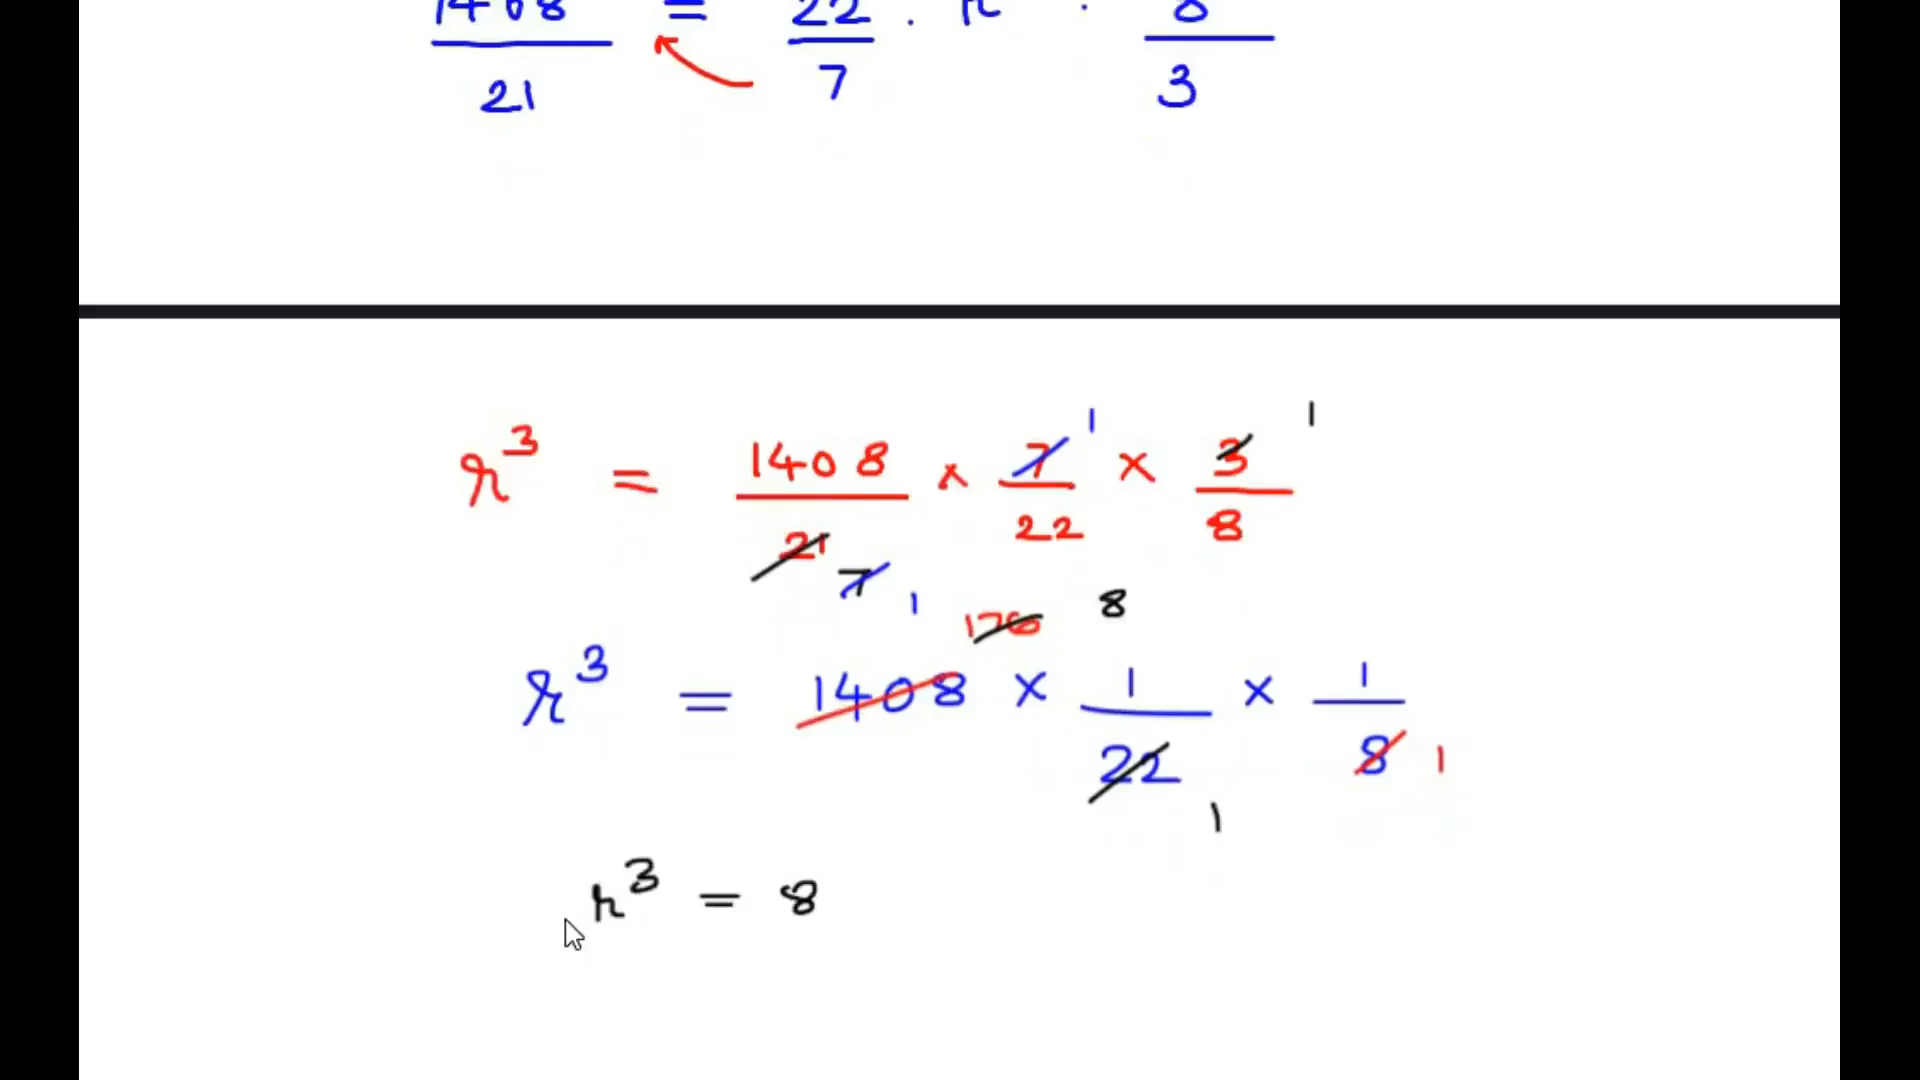 1408/21 = 22/7 · r · 8/3
r³ = 1408/21 × 7/22 × 3/8
1 1
7 1
176 8
r³ = 1408 × 1/22 × 1/8
1 1
r³ = 8